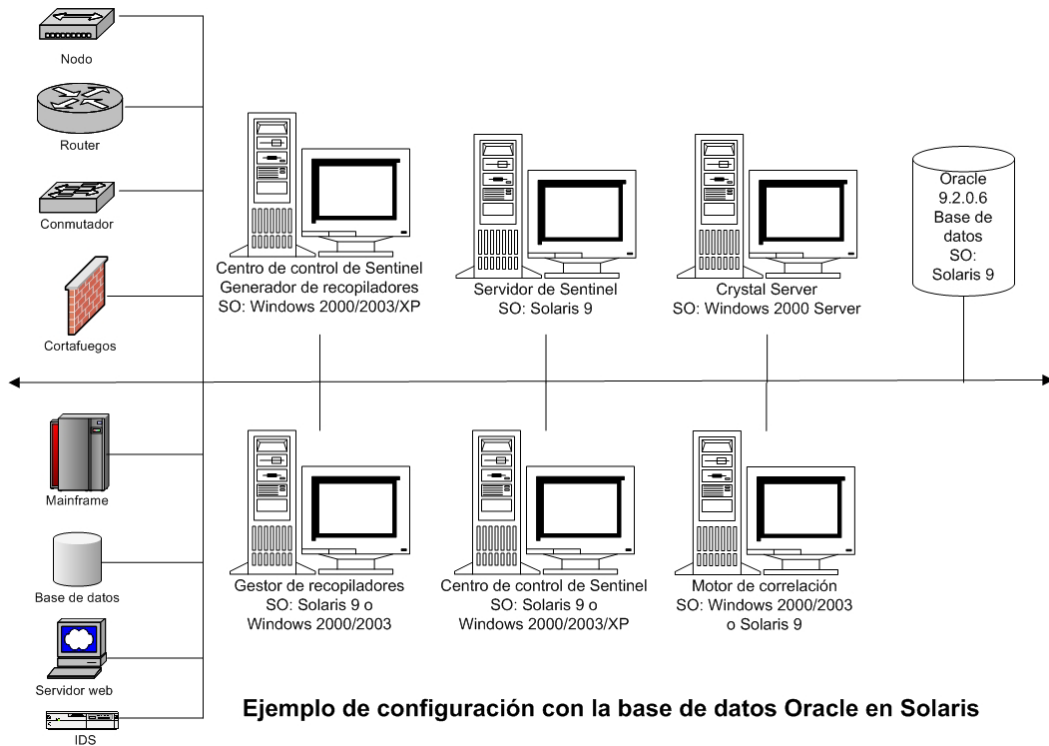 Nodo
Router
Conmutador
Cortafuegos
Mainframe
Base de datos
Servidor web
IDS
Centro de control de Sentinel
Generador de recopiladores
SO: Windows 2000/2003/XP
Servidor de Sentinel
SO: Solaris 9
Crystal Server
SO: Windows 2000 Server
Oracle
9.2.0.6
Base de
datos
SO:
Solaris 9
Gestor de recopiladores
SO: Solaris 9 o
Windows 2000/2003
Centro de control de Sentinel
SO: Solaris 9 o
Windows 2000/2003/XP
Motor de correlación
SO: Windows 2000/2003
o Solaris 9
Ejemplo de configuración con la base de datos Oracle en Solaris